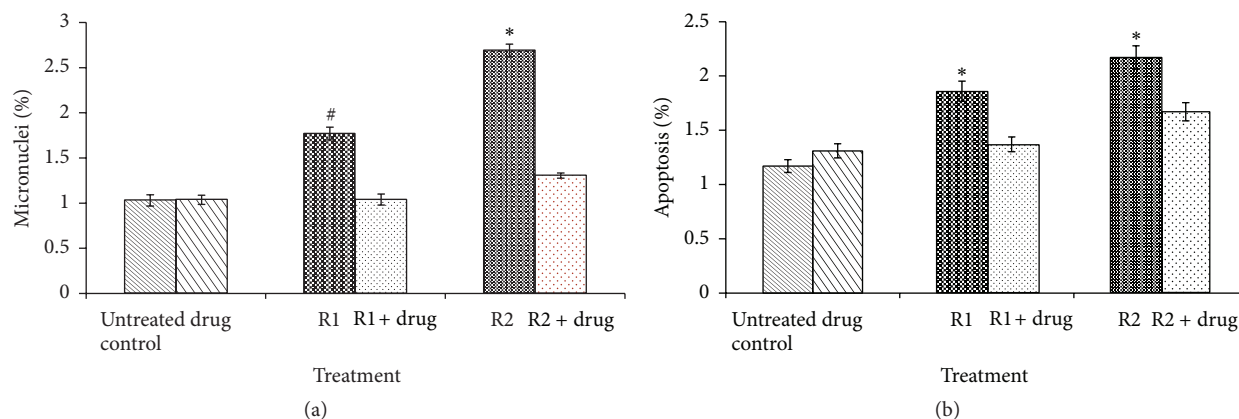 3
2.5
2
1.5
1
0.5
0
Micronuclei (%)
#
*
Untreated drug control
R1 R1 + drug
R2 R2 + drug
Treatment
(a)
2.5
2
1.5
1
0.5
0
Apoptosis (%)
*
*
Untreated drug control
R1 R1 + drug
R2 R2 + drug
Treatment
(b)